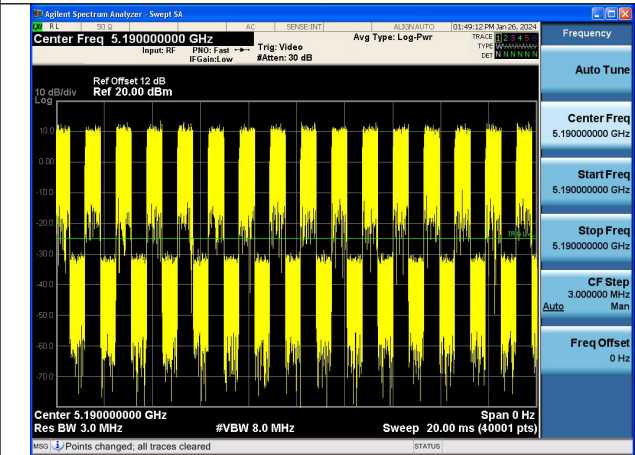 Agilent Spectrum Analyzer - Swept SA
RL 50 Ω AC SENSE:INT ALIGN AUTO 01:49:12 PM Jan 26, 2024
Center Freq 5.190000000 GHz
Input: RF PNO: Fast Trig: Video Avg Type: Log-Pwr TRACE 1 2 3 4 5 6
IFGain:Low #Atten: 30 dB TYPE
DET N N N N N N
Ref Offset 12 dB
10 dB/div Ref 20.00 dBm
Log
10.0
0.00
-10.0
-20.0
TRIG LVL
-30.0
-40.0
-50.0
-60.0
-70.0
Center 5.190000000 GHz Span 0 Hz
Res BW 3.0 MHz #VBW 8.0 MHz Sweep 20.00 ms (40001 pts)
MSG Points changed; all traces cleared STATUS
Frequency
Auto Tune
Center Freq
5.190000000 GHz
Start Freq
5.190000000 GHz
Stop Freq
5.190000000 GHz
CF Step
3.000000 MHz
Auto Man
Freq Offset
0 Hz